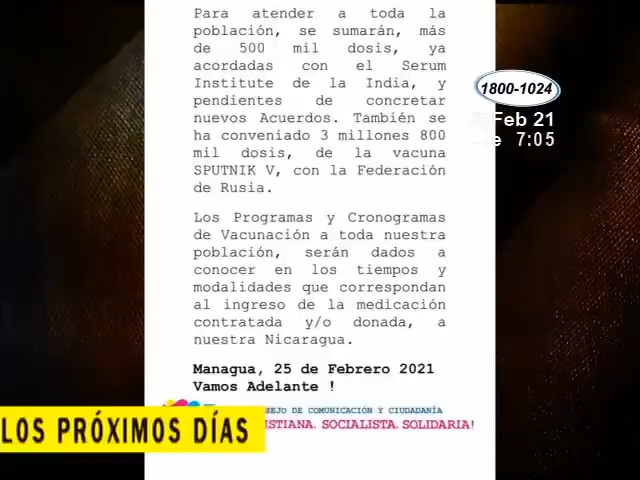 Para atender a toda la
población, se sumarán, más
de 500 mil dosis, ya
acordadas con el Serum
Institute de la India, y
pendientes de concretar
nuevos Acuerdos. También se
ha conveniado 3 millones 800
mil dosis, de la vacuna
SPUTNIK V, con la Federación
de Rusia.
Los Programas y Cronogramas
de Vacunación a toda nuestra
población, serán dados a
conocer en los tiempos y
modalidades que correspondan
al ingreso de la medicación
contratada y/o donada, a
nuestra Nicaragua.
Managua, 25 de Febrero 2021
Vamos Adelante !
DE COMUNICACIÓN Y CIUDADANÍA
SOCIALISTA. SOLIDARIA!
1800-1024
Feb 21
7:05
LOS PRÓXIMOS DÍAS